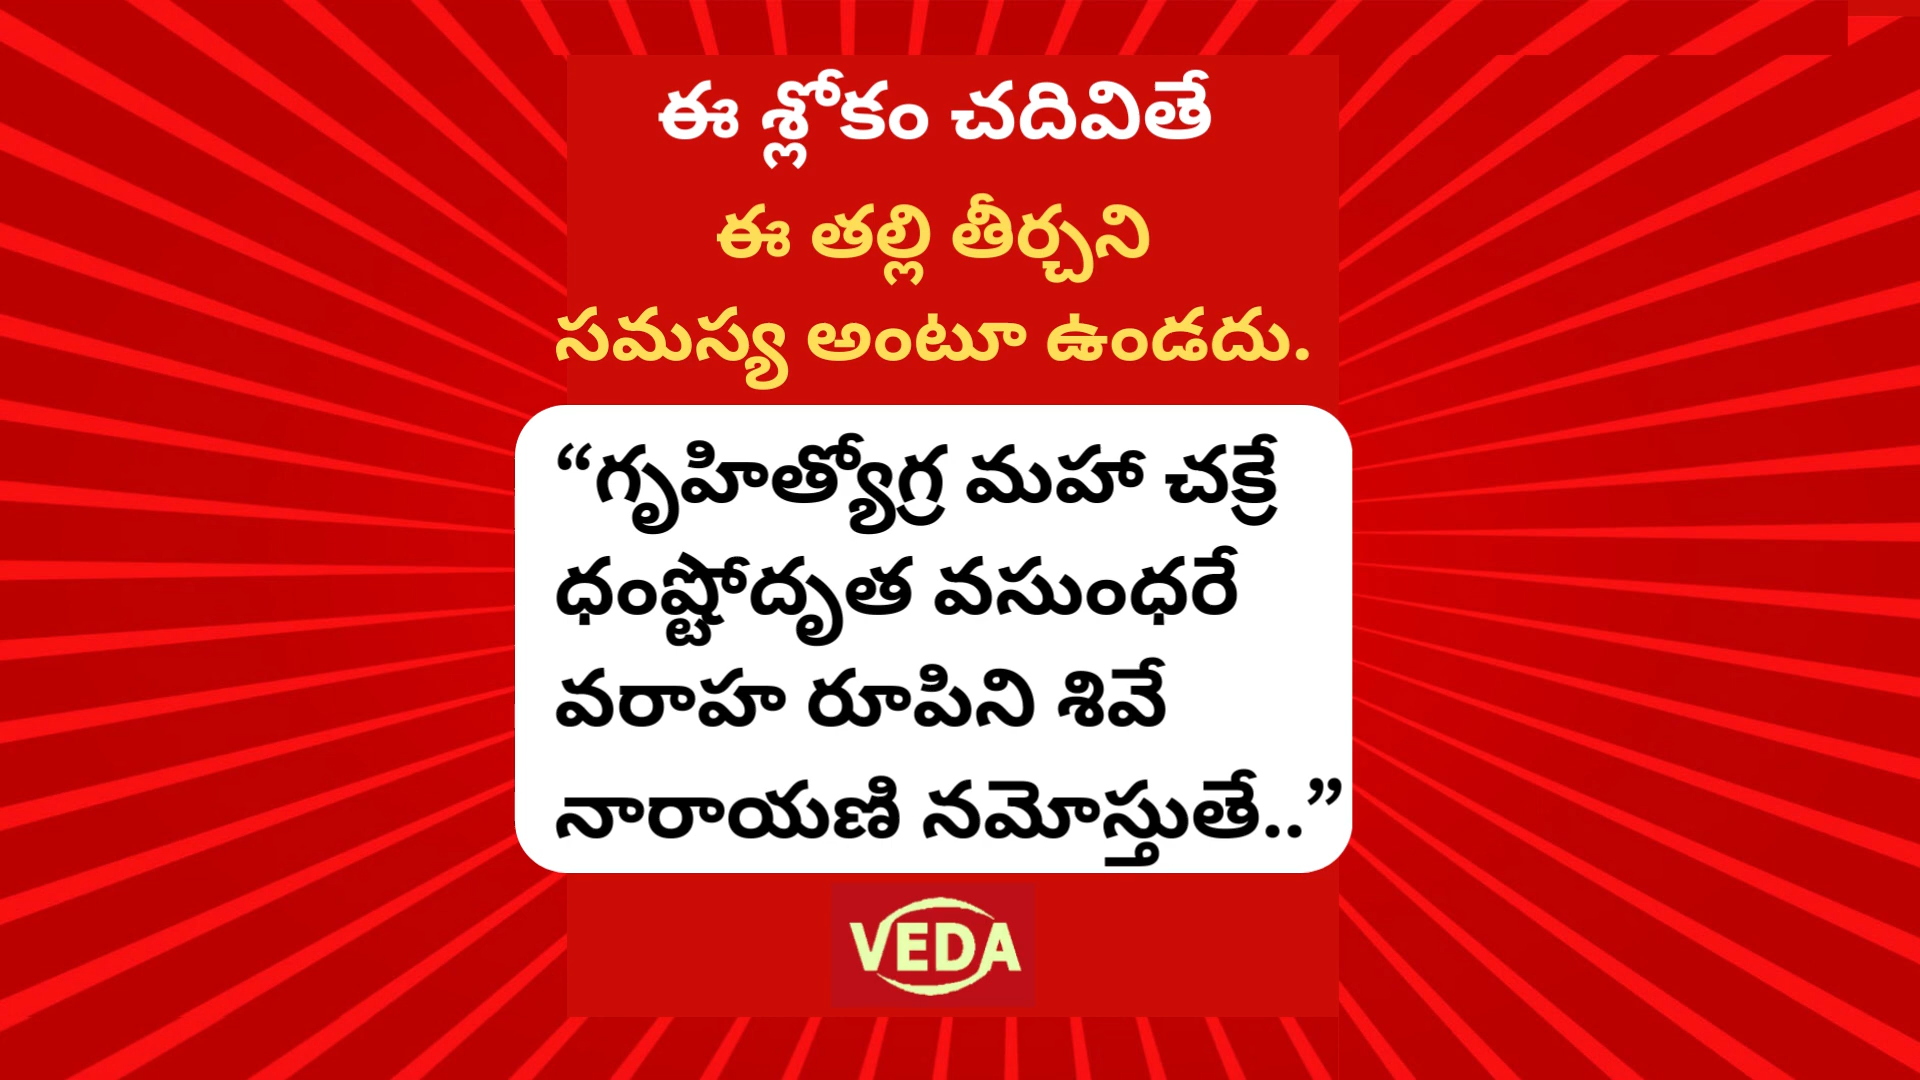 ఈ శ్లోకం చదివితే
ఈ తల్లి తీర్చని
సమస్య అంటూ ఉండదు.
“గృహిత్యోగ్ర మహా చక్రే
ధంష్టోదృత వసుంధరే
వరాహ రూపిని శివే
నారాయణి నమోస్తుతే..”
VEDA